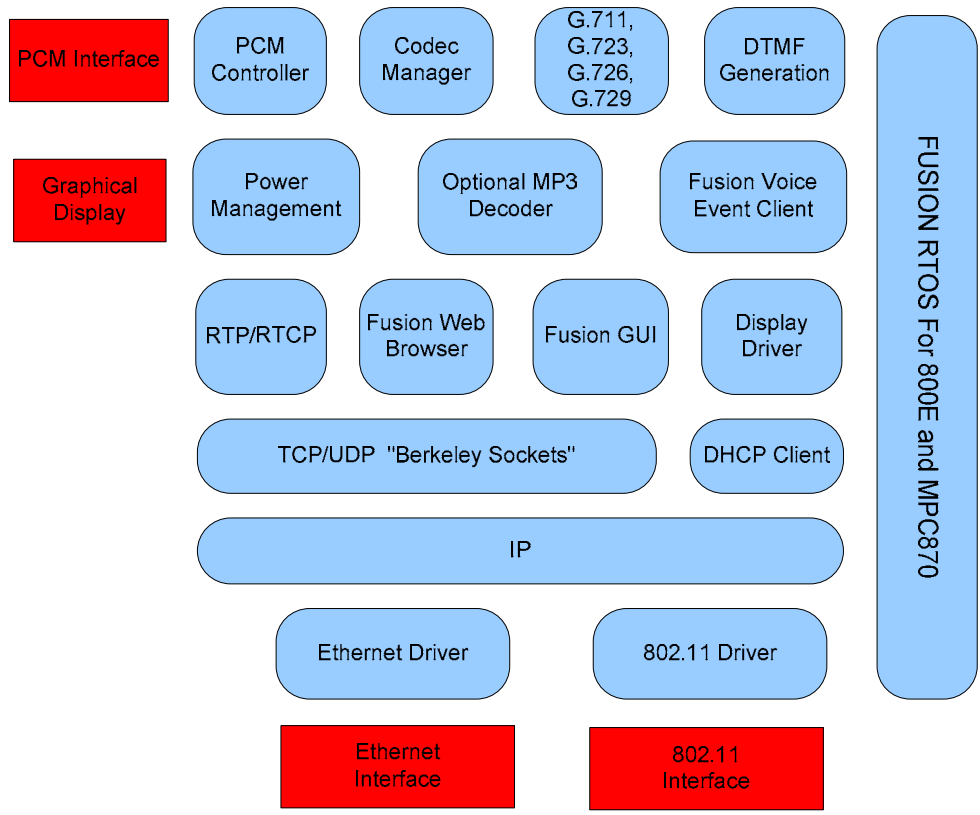 PCM Interface
PCM
Controller
Codec
Manager
G.711,
G.723,
G.726,
G.729
DTMF
Generation
Graphical
Display
Power
Management
Optional MP3
Decoder
Fusion Voice
Event Client
RTP/RTCP
Fusion Web
Browser
Fusion GUI
Display
Driver
TCP/UDP "Berkeley Sockets"
DHCP Client
IP
Ethernet Driver
802.11 Driver
Ethernet
Interface
802.11
Interface
FUSION RTOS For 800E and MPC870